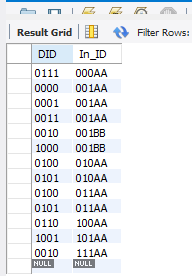 Result Grid Filter Rows:
DID In_ID
0111 000AA
0000 001AA
0001 001AA
0011 001AA
0010 001BB
1000 001BB
0100 010AA
0101 010AA
0100 011AA
0101 011AA
0110 100AA
1001 101AA
0010 111AA
NULL NULL